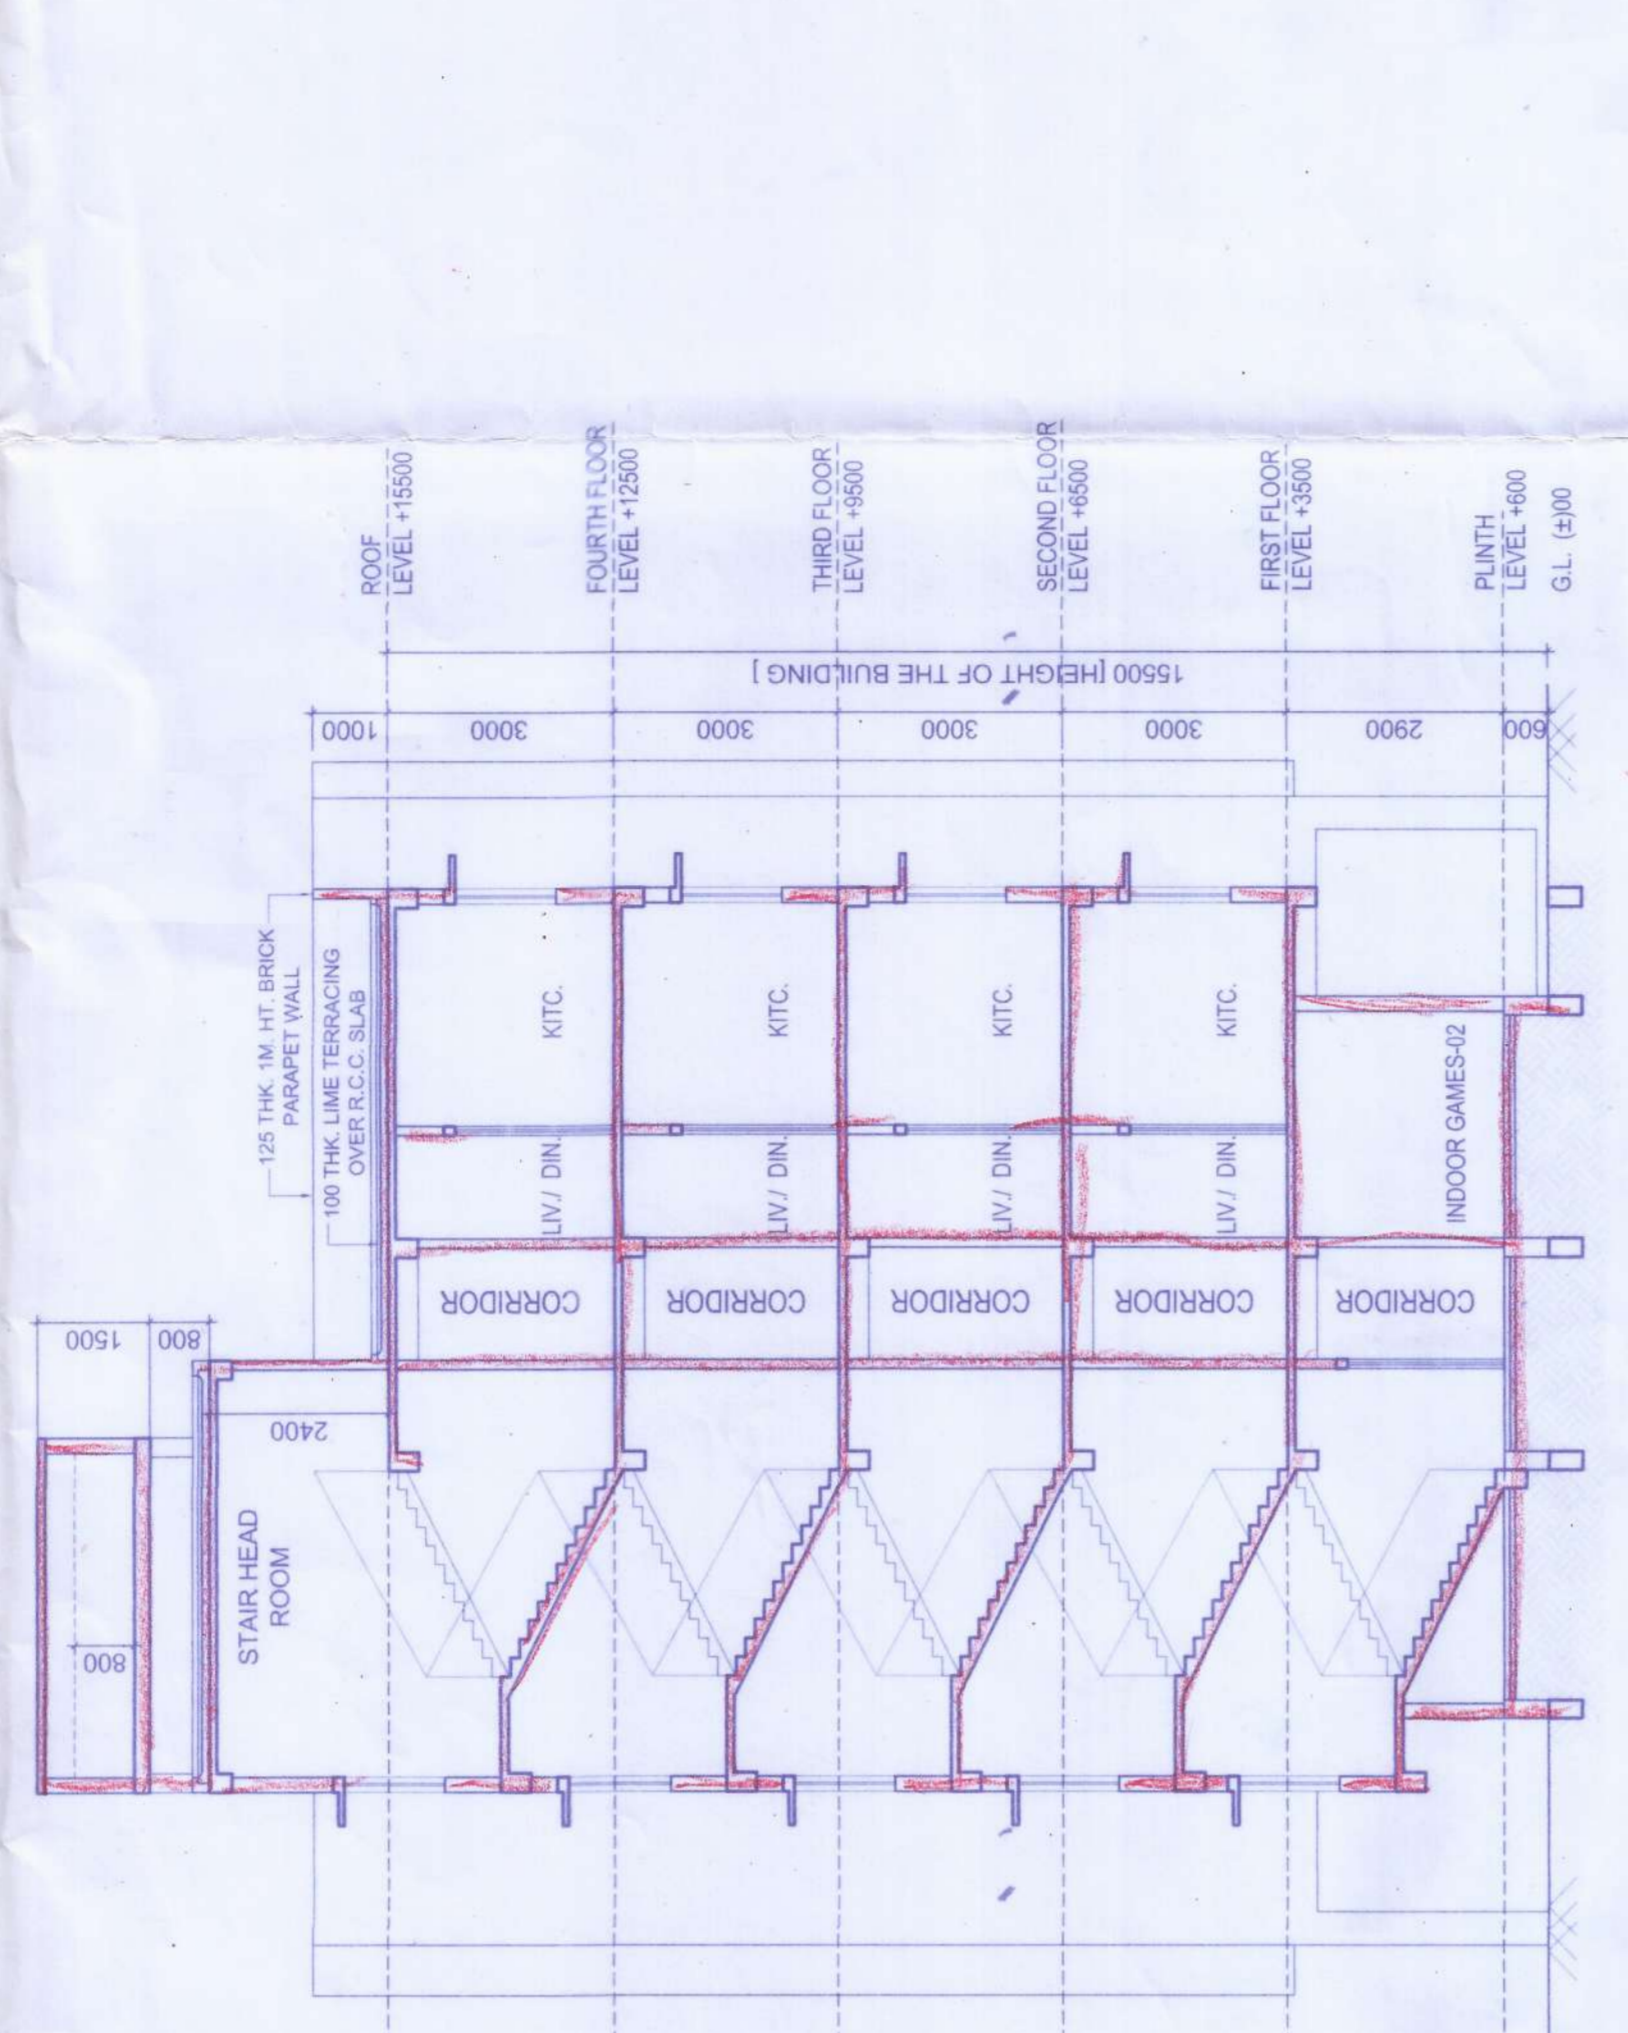 ROOF
LEVEL +15500
FOURTH FLOOR
LEVEL +12500
THIRD FLOOR
LEVEL +9500
SECOND FLOOR
LEVEL +6500
FIRST FLOOR
LEVEL +3500
PLINTH
LEVEL +600
G.L. (±)00
15500 [HEIGHT OF THE BUILDING ]
1000
3000
3000
3000
3000
2900
600
125 THK. 1M. HT. BRICK
PARAPET WALL
100 THK. LIME TERRACING
OVER R.C.C. SLAB
KITC.
KITC.
KITC.
KITC.
INDOOR GAMES-02
LIV./ DIN.
LIV./ DIN.
LIV./ DIN.
LIV./ DIN.
CORRIDOR
CORRIDOR
CORRIDOR
CORRIDOR
CORRIDOR
1500
800
2400
STAIR HEAD
ROOM
800